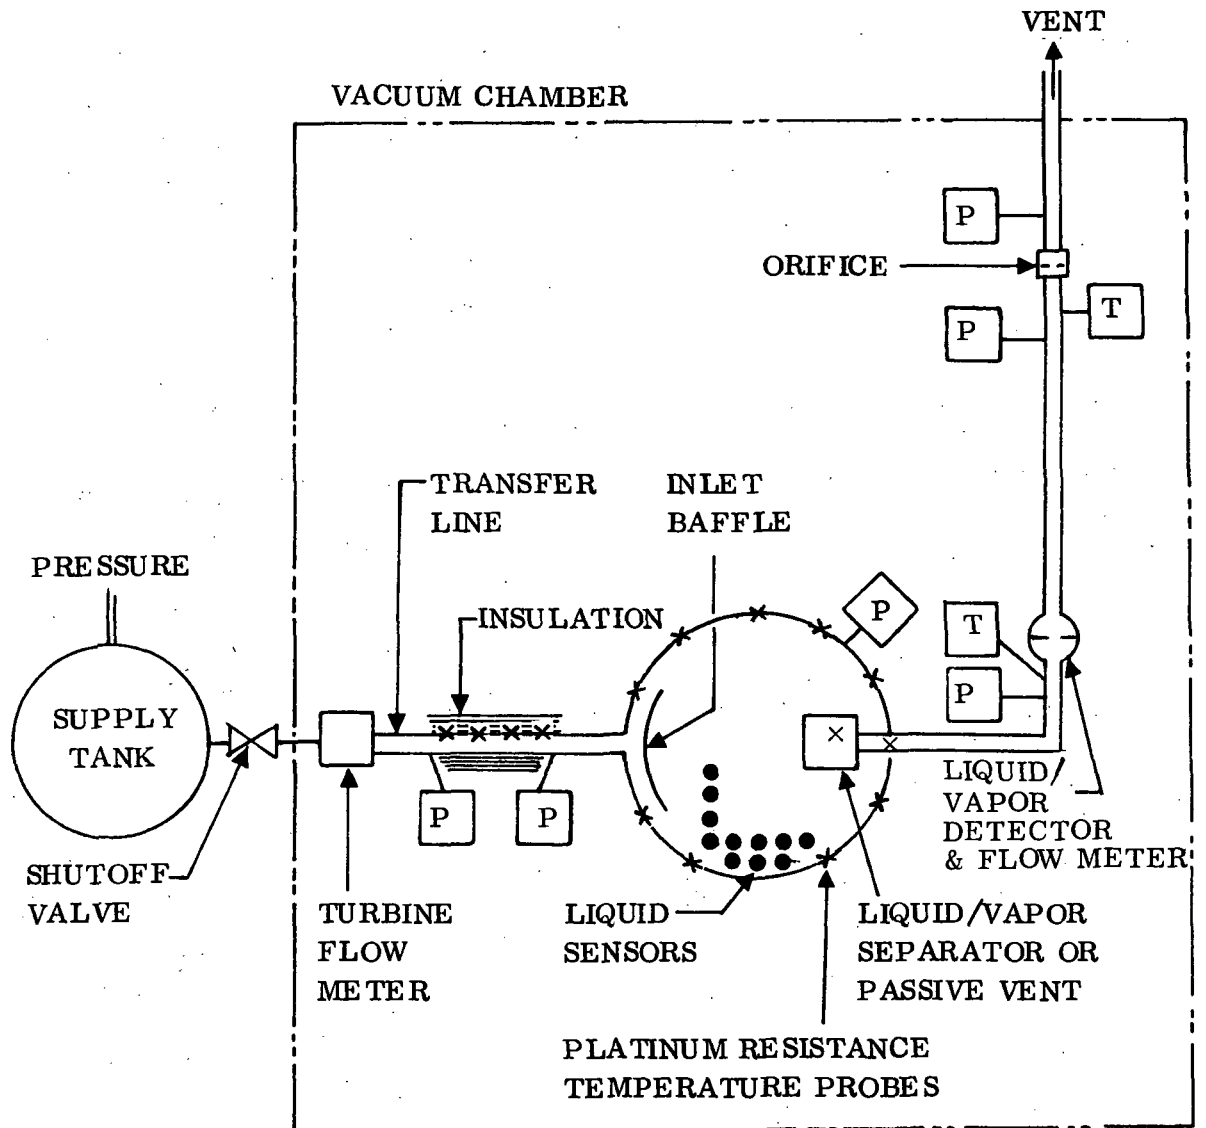 VENT
VACUUM CHAMBER
P
ORIFICE
T
P
TRANSFER
LINE
INLET
BAFFLE
PRESSURE
INSULATION
P
T
P
SUPPLY
TANK
×
LIQUID/
VAPOR
DETECTOR
& FLOW METER
P
P
SHUTOFF
VALVE
TURBINE
FLOW
METER
LIQUID
SENSORS
LIQUID/VAPOR
SEPARATOR OR
PASSIVE VENT
PLATINUM RESISTANCE
TEMPERATURE PROBES